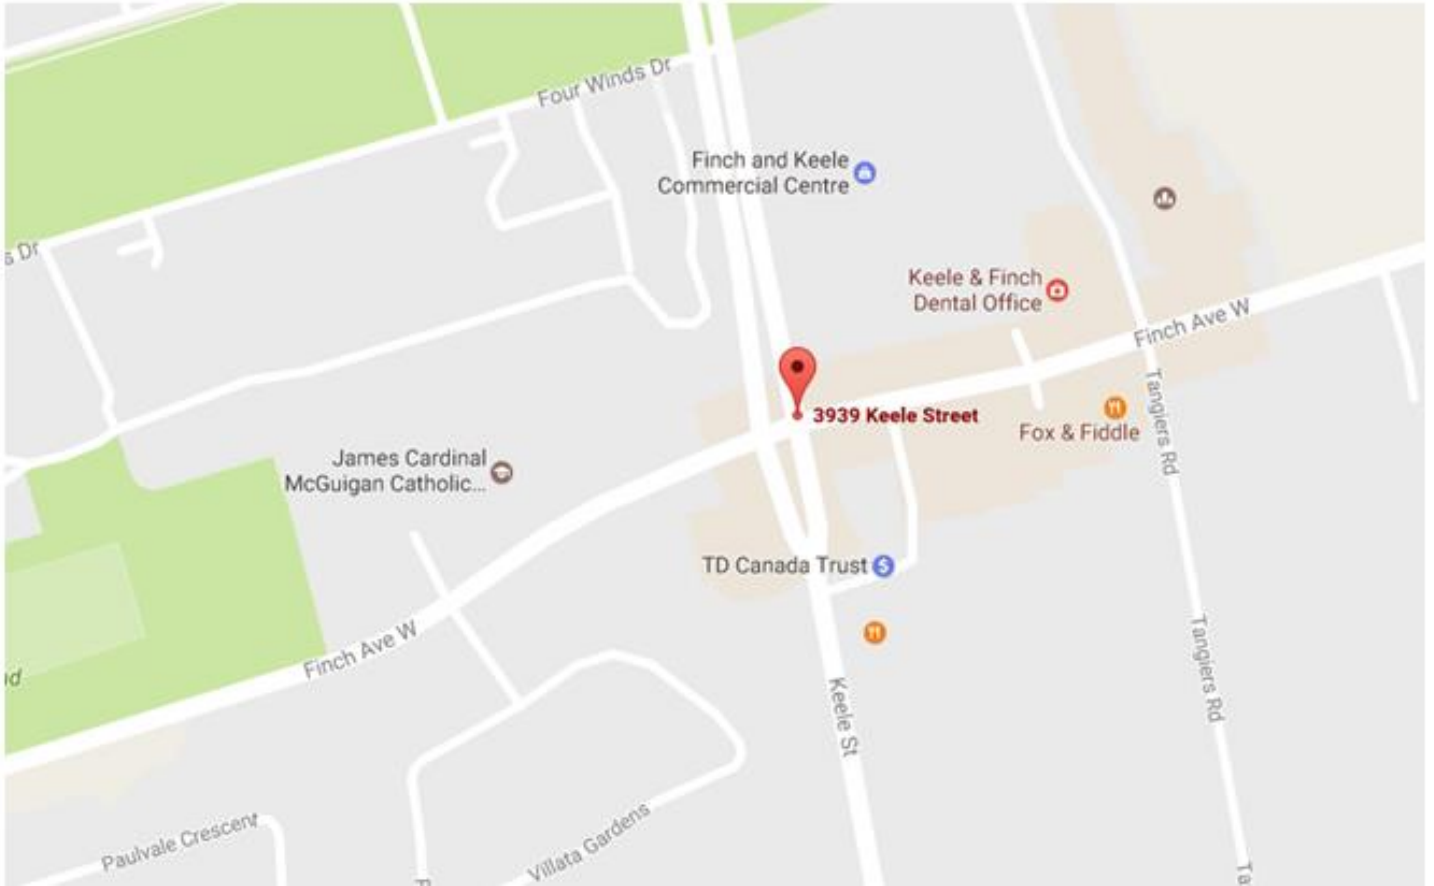 Four Winds Dr
Finch and Keele
Commercial Centre
s Dr
Keele & Finch
Dental Office
Finch Ave W
3939 Keele Street
Tangiers Rd
Fox & Fiddle
James Cardinal
McGuigan Catholic...
TD Canada Trust
Finch Ave W
Tangiers Rd
Keele St
Paulvale Crescent
Villata Gardens
Ta